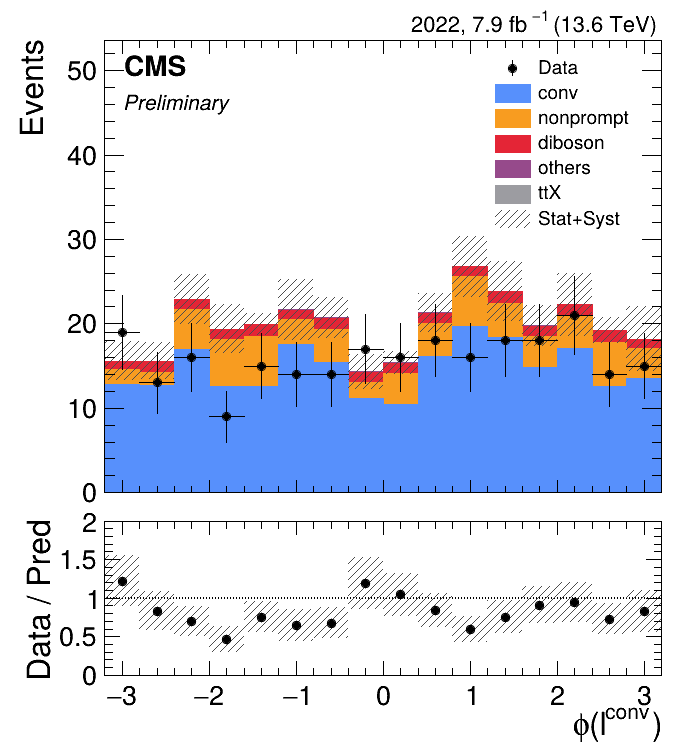 2022, 7.9 fb⁻¹ (13.6 TeV)
CMS
Preliminary
Events
50
40
30
20
10
0
Data
conv
nonprompt
diboson
others
ttX
Stat+Syst
Data / Pred
2
1.5
1
0.5
0
−3 −2 −1 0 1 2 3
ϕ(l^conv)